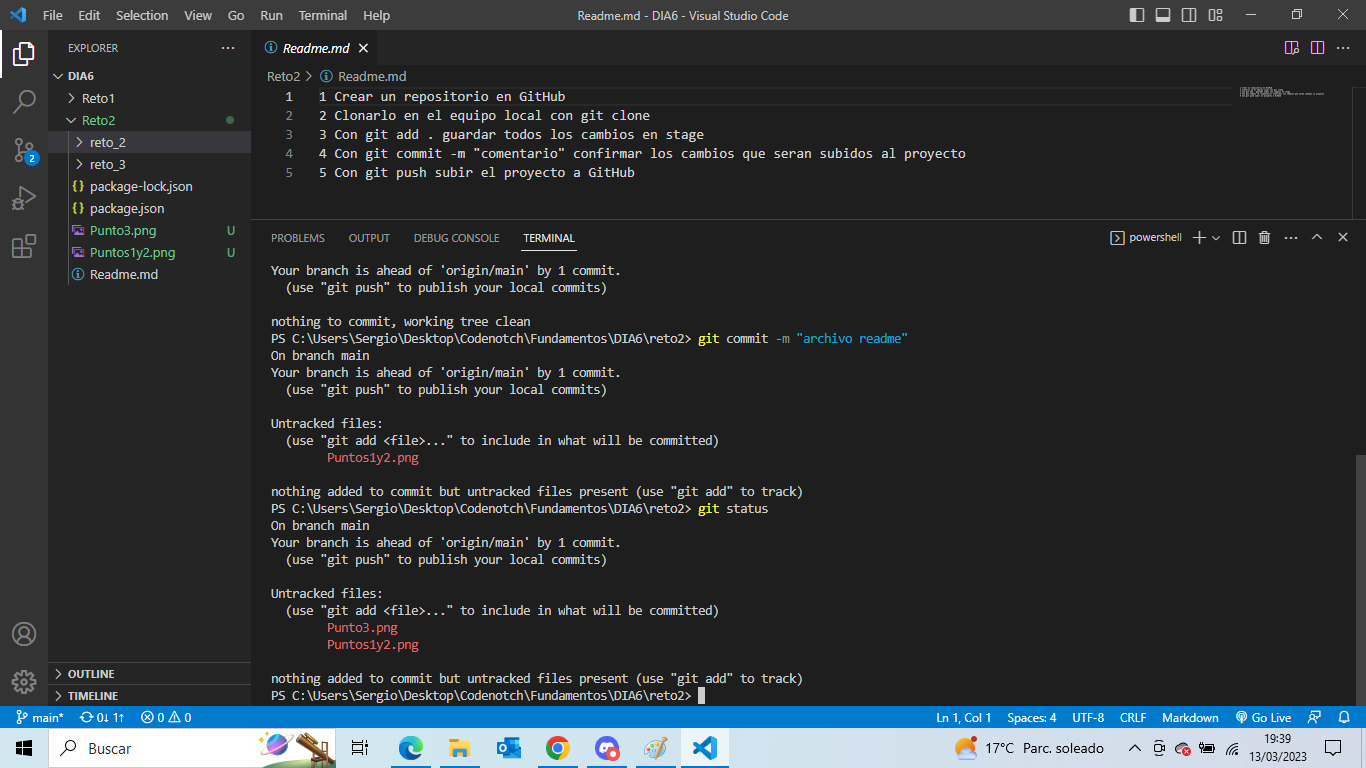 File Edit Selection View Go Run Terminal Help
Readme.md - DIA6 - Visual Studio Code
EXPLORER
DIA6
Reto1
Reto2
reto_2
reto_3
package-lock.json
package.json
Punto3.png U
Puntos1y2.png U
Readme.md
OUTLINE
TIMELINE
2
Readme.md
Reto2 > Readme.md
1 1 Crear un repositorio en GitHub
2 2 Clonarlo en el equipo local con git clone
3 3 Con git add . guardar todos los cambios en stage
4 4 Con git commit -m "comentario" confirmar los cambios que seran subidos al proyecto
5 5 Con git push subir el proyecto a GitHub
PROBLEMS OUTPUT DEBUG CONSOLE TERMINAL
powershell
Your branch is ahead of 'origin/main' by 1 commit.
(use "git push" to publish your local commits)
nothing to commit, working tree clean
PS C:\Users\Sergio\Desktop\Codenotch\Fundamentos\DIA6\reto2> git commit -m "archivo readme"
On branch main
Your branch is ahead of 'origin/main' by 1 commit.
(use "git push" to publish your local commits)
Untracked files:
(use "git add <file>..." to include in what will be committed)
Puntos1y2.png
nothing added to commit but untracked files present (use "git add" to track)
PS C:\Users\Sergio\Desktop\Codenotch\Fundamentos\DIA6\reto2> git status
On branch main
Your branch is ahead of 'origin/main' by 1 commit.
(use "git push" to publish your local commits)
Untracked files:
(use "git add <file>..." to include in what will be committed)
Punto3.png
Puntos1y2.png
nothing added to commit but untracked files present (use "git add" to track)
PS C:\Users\Sergio\Desktop\Codenotch\Fundamentos\DIA6\reto2>
main* 0↓ 1↑ 0 0
Ln 1, Col 1 Spaces: 4 UTF-8 CRLF Markdown Go Live
Buscar
17°C Parc. soleado
19:39
13/03/2023